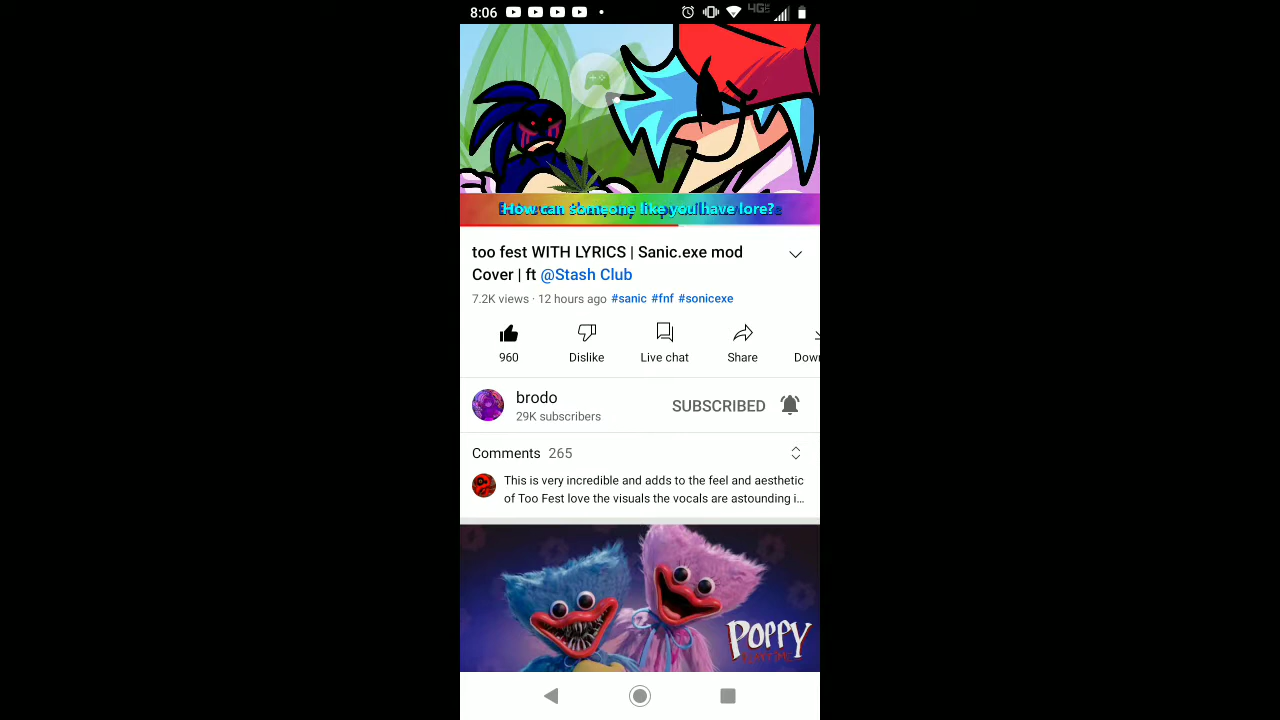 8:06
4G
How can someone like you have lore?
too fest WITH LYRICS | Sanic.exe mod
Cover | ft @Stash Club
7.2K views · 12 hours ago #sanic #fnf #sonicexe
960 Dislike Live chat Share Down
brodo
29K subscribers
SUBSCRIBED
Comments 265
This is very incredible and adds to the feel and aesthetic
of Too Fest love the visuals the vocals are astounding i...
POPPY
PLAYTIME